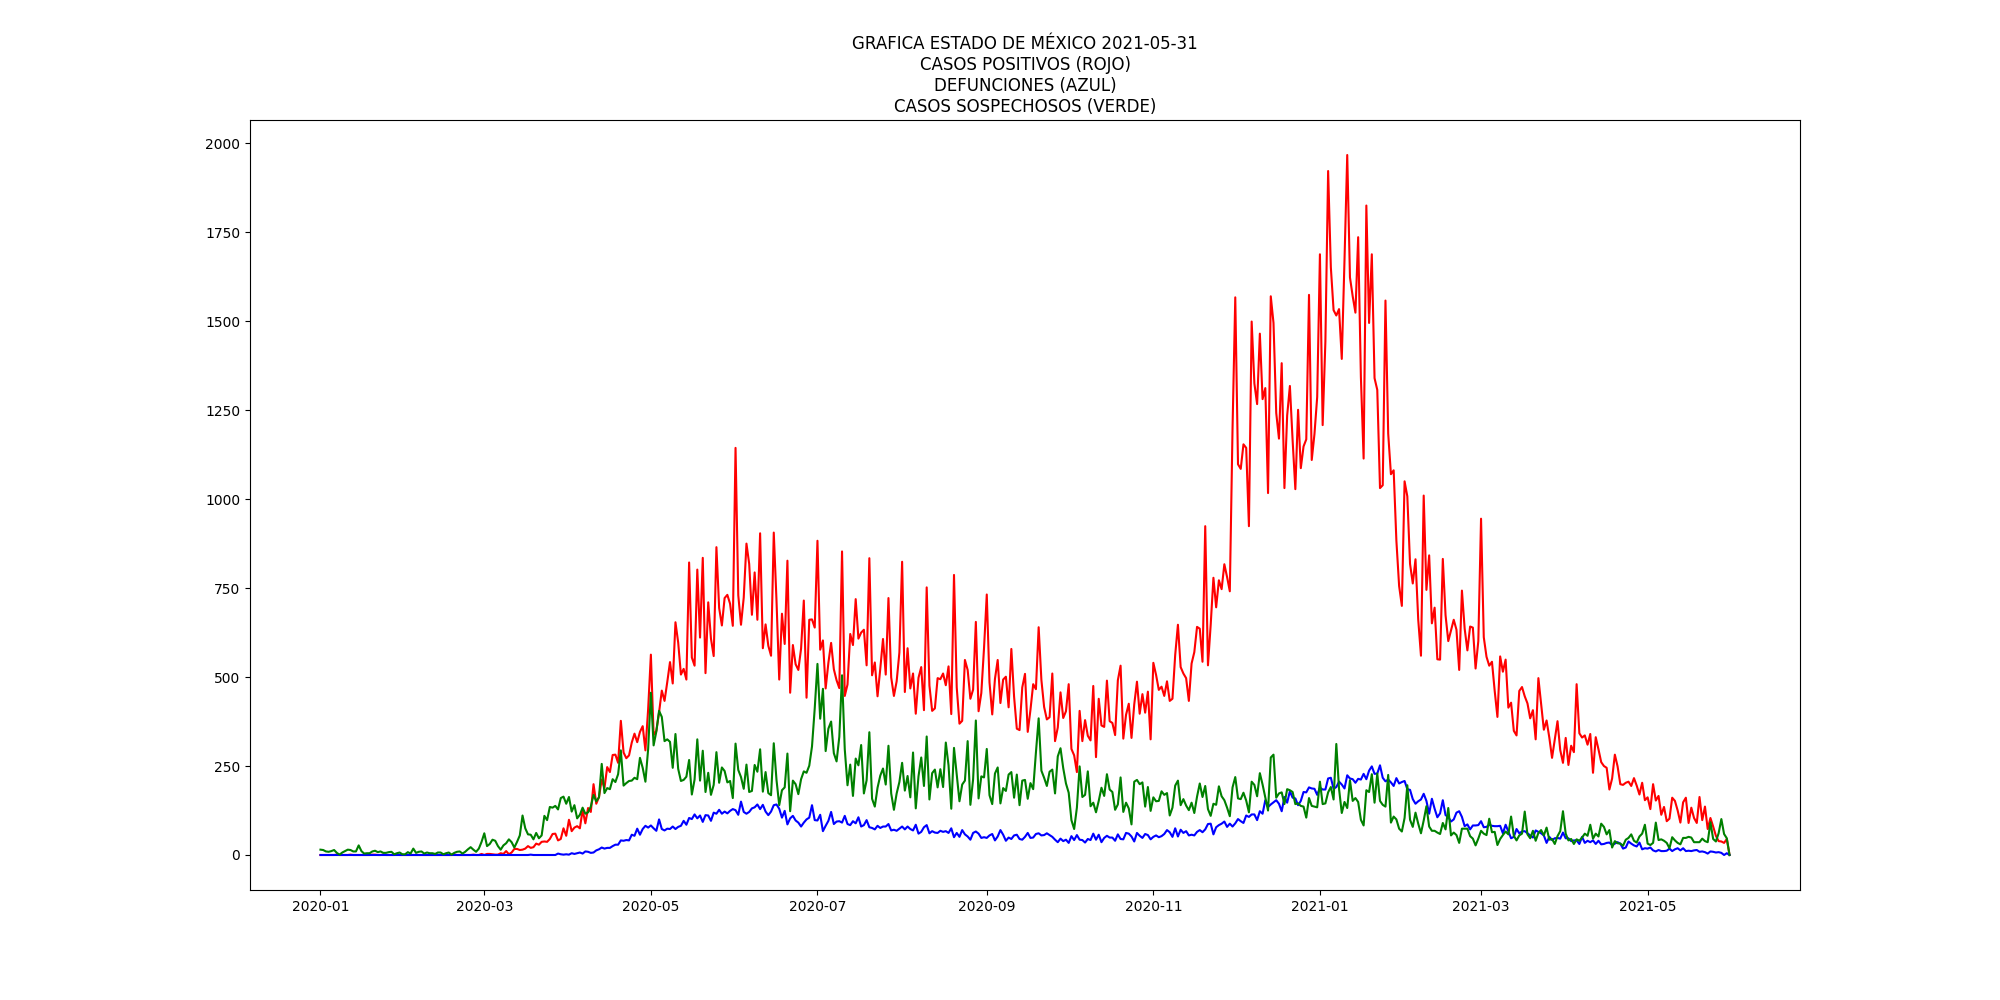 GRAFICA ESTADO DE MÉXICO 2021-05-31
CASOS POSITIVOS (ROJO)
DEFUNCIONES (AZUL)
CASOS SOSPECHOSOS (VERDE)
2000
1750
1500
1250
1000
750
500
250
0
2020-01 2020-03 2020-05 2020-07 2020-09 2020-11 2021-01 2021-03 2021-05